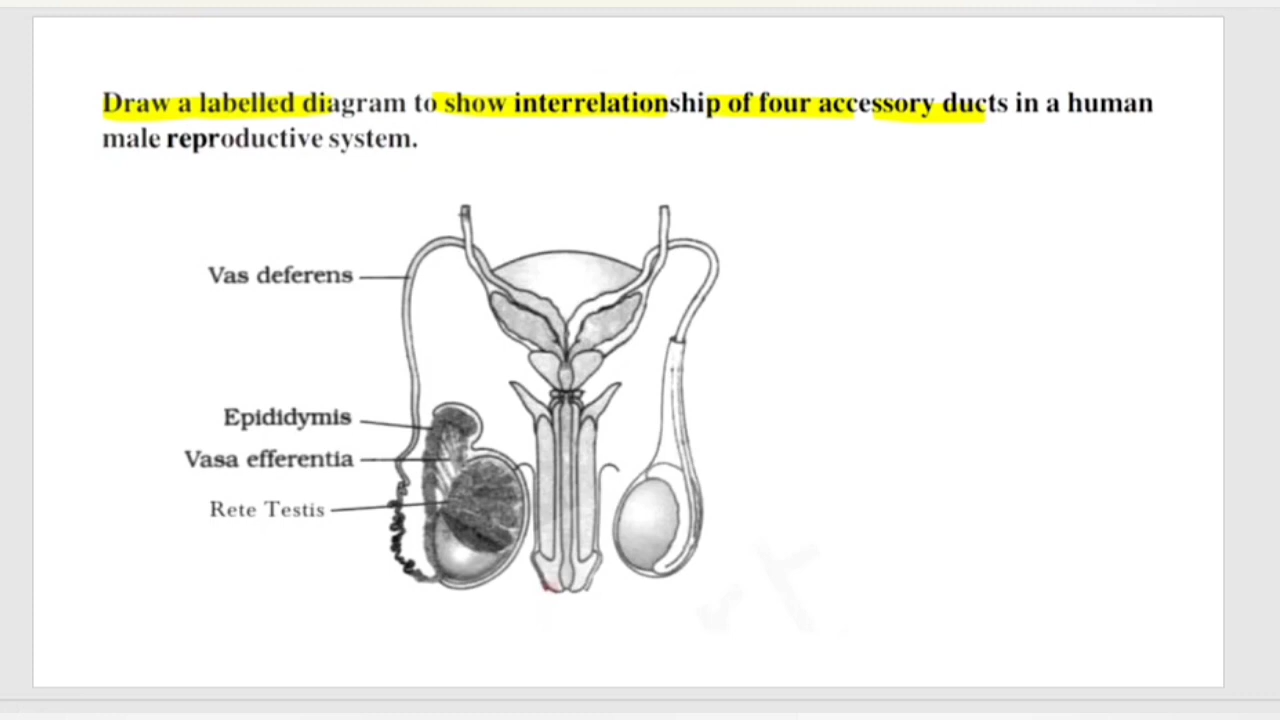 Draw a labelled diagram to show interrelationship of four accessory ducts in a human
male reproductive system.
Vas deferens
Epididymis
Vasa efferentia
Rete Testis